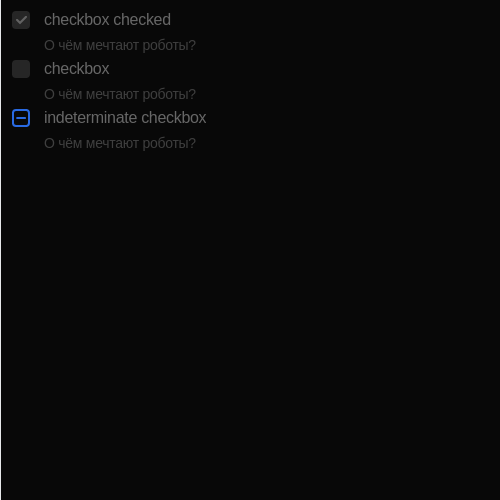 checkbox checked
О чём мечтают роботы?
checkbox
О чём мечтают роботы?
indeterminate checkbox
О чём мечтают роботы?